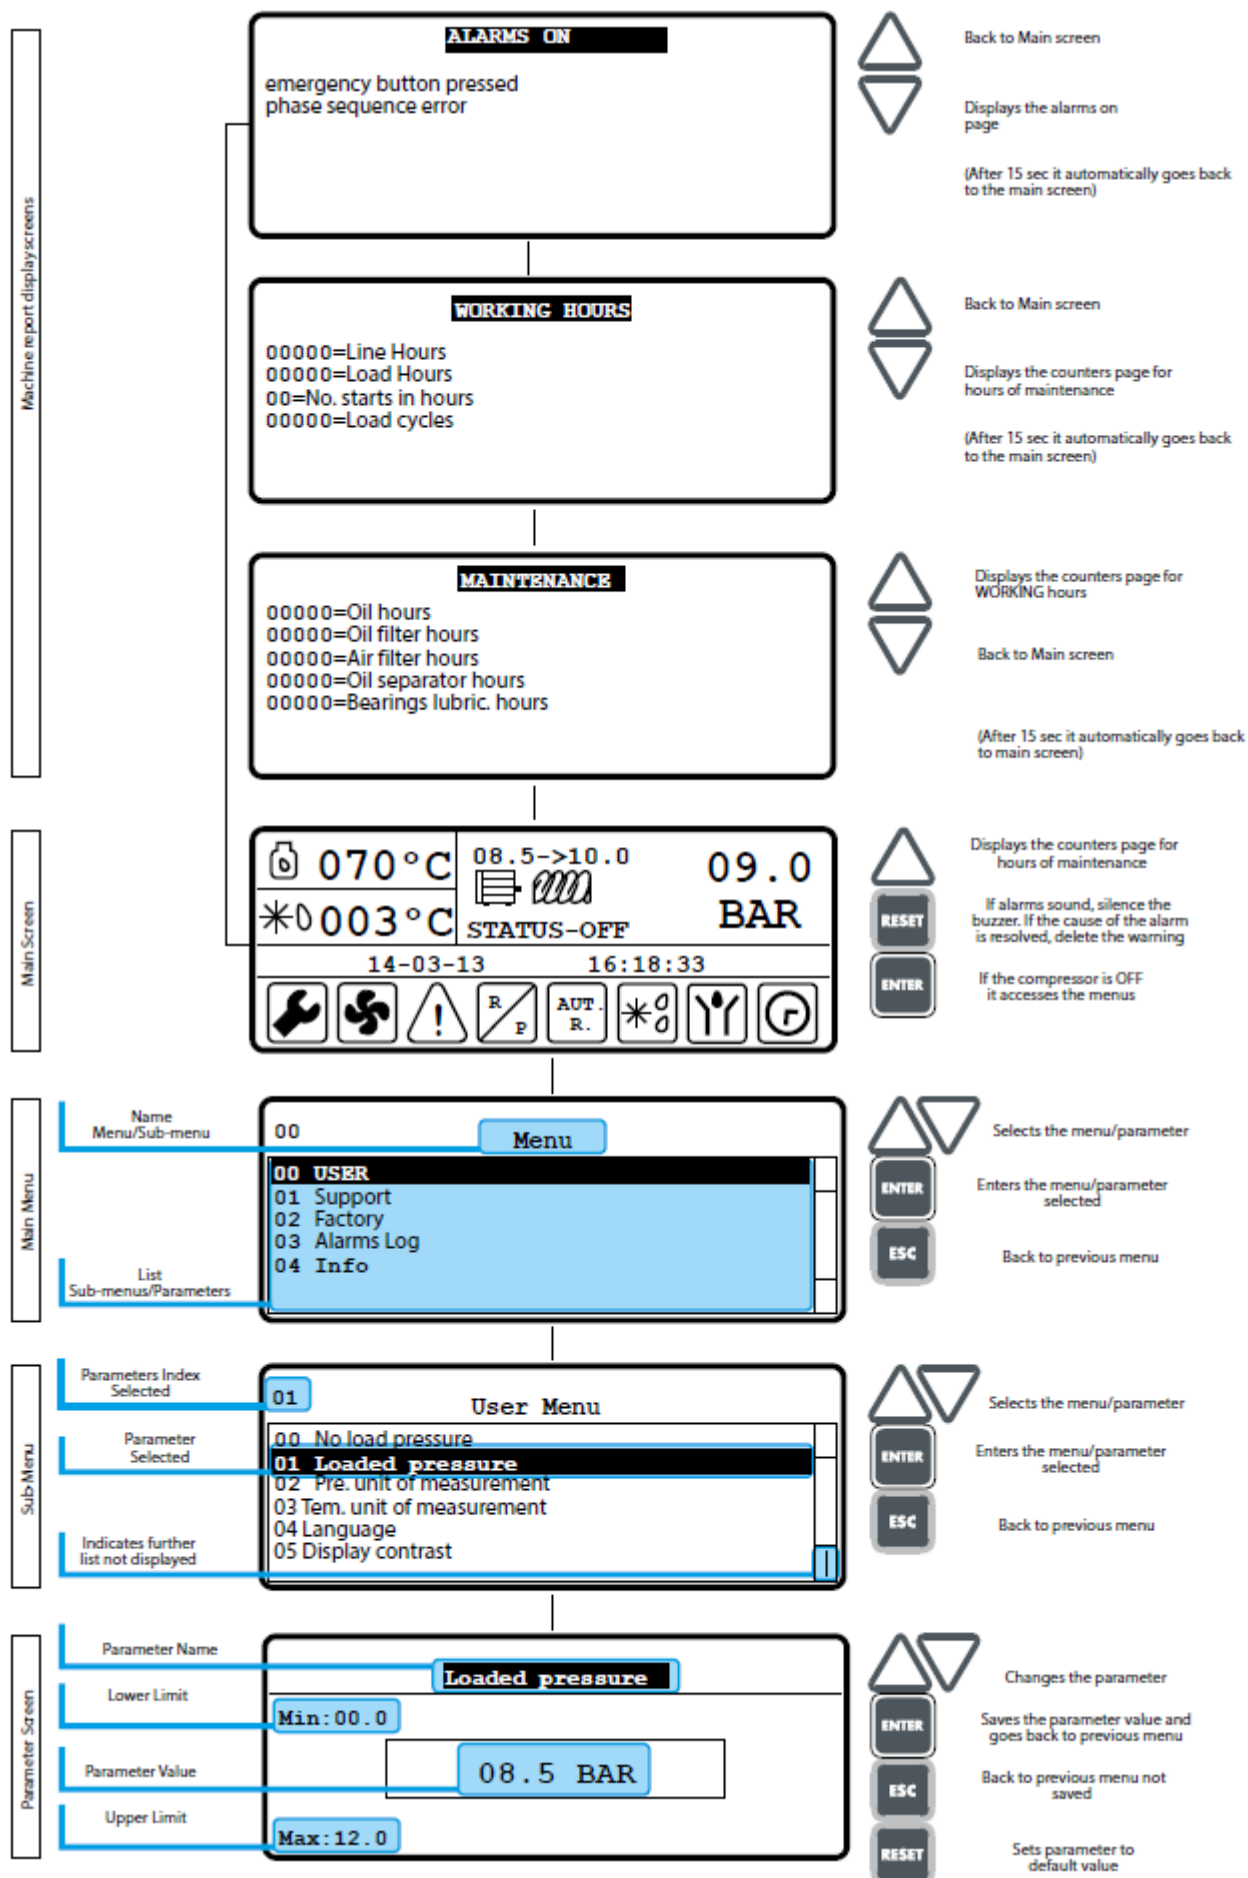 Machine report displayscreens
ALARMS ON
emergency button pressed
phase sequence error
Back to Main screen
Displays the alarms on
page
(After 15 sec it automatically goes back
to the main screen)
WORKING HOURS
00000=Line Hours
00000=Load Hours
00=No. starts in hours
00000=Load cycles
Back to Main screen
Displays the counters page for
hours of maintenance
(After 15 sec it automatically goes back
to the main screen)
MAINTENANCE
00000=Oil hours
00000=Oil filter hours
00000=Air filter hours
00000=Oil separator hours
00000=Bearings lubric. hours
Displays the counters page for
WORKING hours
Back to Main screen
(After 15 sec it automatically goes back
to main screen)
Main Screen
070°C
003°C
08.5->10.0
STATUS-OFF
09.0
BAR
14-03-13 16:18:33
R/P
AUT.
R.
Displays the counters page for
hours of maintenance
RESET
If alarms sound, silence the
buzzer. If the cause of the alarm
is resolved, delete the warning
ENTER
If the compressor is OFF
it accesses the menus
Main Menu
Name
Menu/Sub-menu
List
Sub-menus/Parameters
00
Menu
00 USER
01 Support
02 Factory
03 Alarms Log
04 Info
Selects the menu/parameter
ENTER
Enters the menu/parameter
selected
ESC
Back to previous menu
Sub-Menu
Parameters Index
Selected
Parameter
Selected
Indicates further
list not displayed
01
User Menu
00 No load pressure
01 Loaded pressure
02 Pre. unit of measurement
03 Tem. unit of measurement
04 Language
05 Display contrast
Selects the menu/parameter
ENTER
Enters the menu/parameter
selected
ESC
Back to previous menu
Parameter Screen
Parameter Name
Lower Limit
Parameter Value
Upper Limit
Loaded pressure
Min:00.0
08.5 BAR
Max:12.0
Changes the parameter
ENTER
Saves the parameter value and
goes back to previous menu
ESC
Back to previous menu not
saved
RESET
Sets parameter to
default value